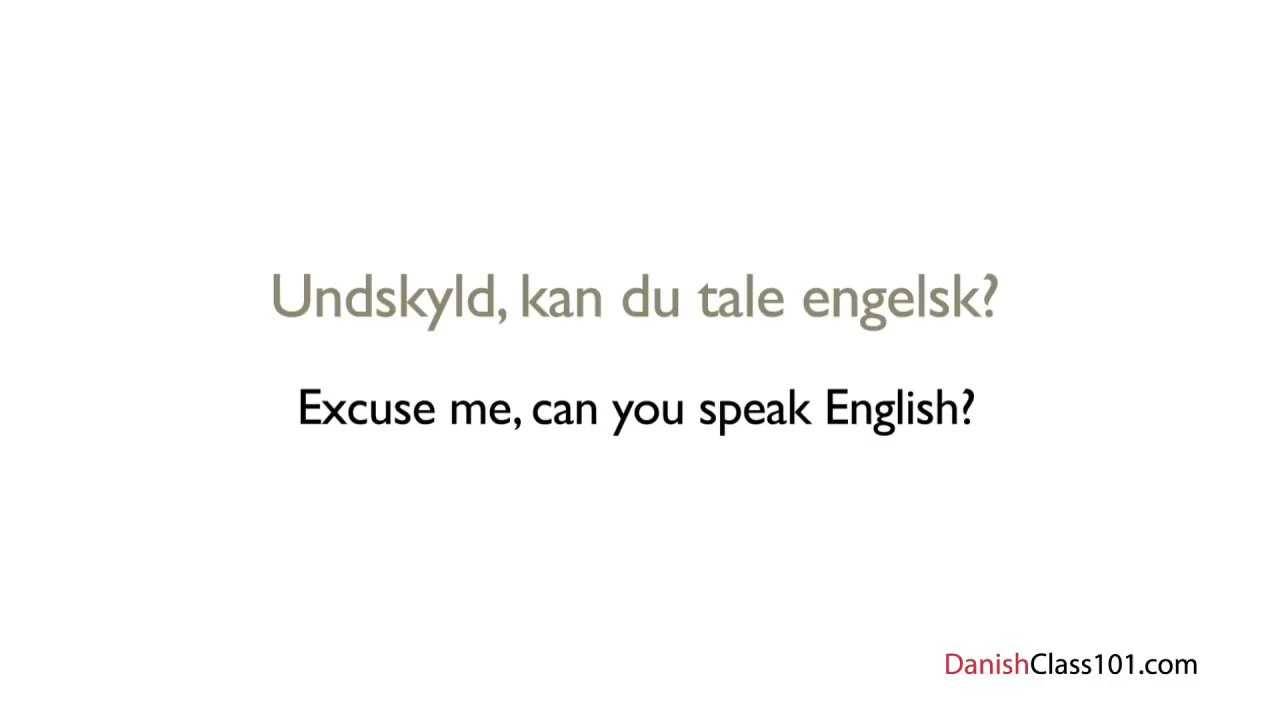 Undskyld, kan du tale engelsk?
Excuse me, can you speak English?
DanishClass101.com